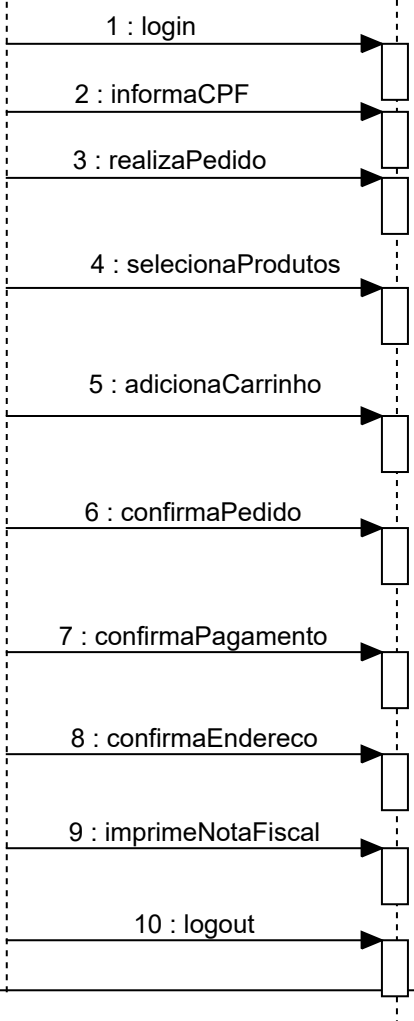 1 : login
2 : informaCPF
3 : realizaPedido
4 : selecionaProdutos
5 : adicionaCarrinho
6 : confirmaPedido
7 : confirmaPagamento
8 : confirmaEndereco
9 : imprimeNotaFiscal
10 : logout